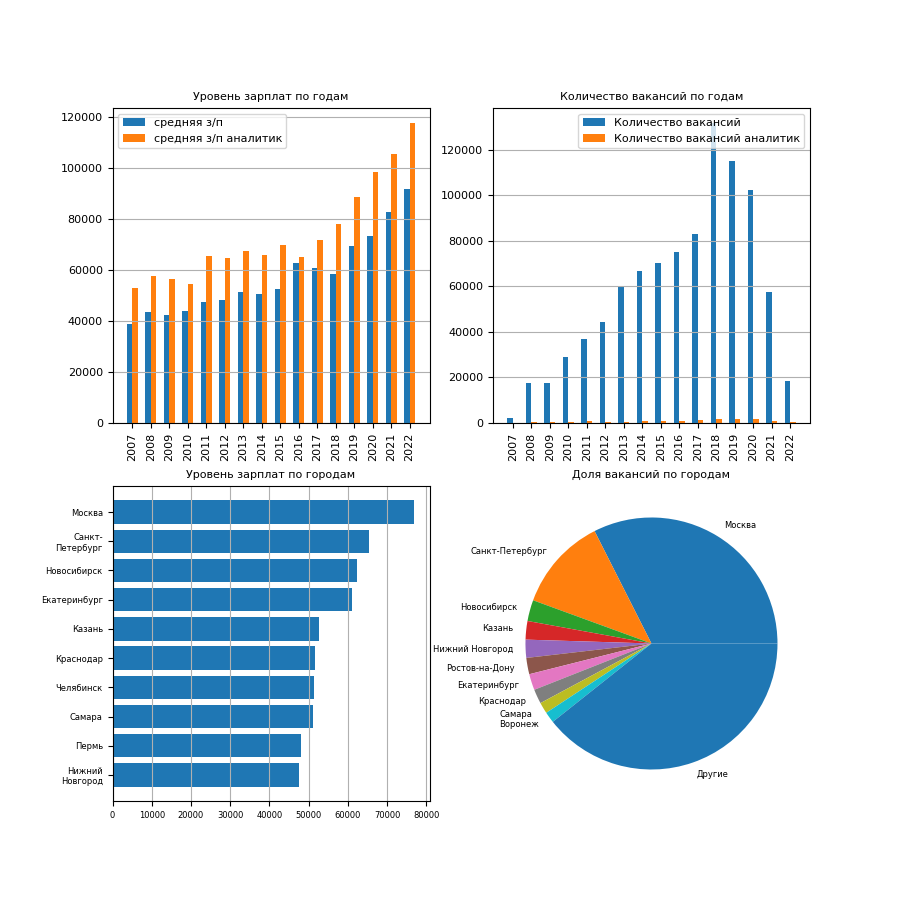 Уровень зарплат по годам
средняя з/п
средняя з/п аналитик
120000
100000
80000
60000
40000
20000
0
2007 2008 2009 2010 2011 2012 2013 2014 2015 2016 2017 2018 2019 2020 2021 2022
Количество вакансий по годам
Количество вакансий
Количество вакансий аналитик
120000
100000
80000
60000
40000
20000
0
2007 2008 2009 2010 2011 2012 2013 2014 2015 2016 2017 2018 2019 2020 2021 2022
Уровень зарплат по городам
Москва
Санкт-
Петербург
Новосибирск
Екатеринбург
Казань
Краснодар
Челябинск
Самара
Пермь
Нижний
Новгород
0 10000 20000 30000 40000 50000 60000 70000 80000
Доля вакансий по городам
Москва
Санкт-Петербург
Новосибирск
Казань
Нижний Новгород
Ростов-на-Дону
Екатеринбург
Краснодар
Самара
Воронеж
Другие